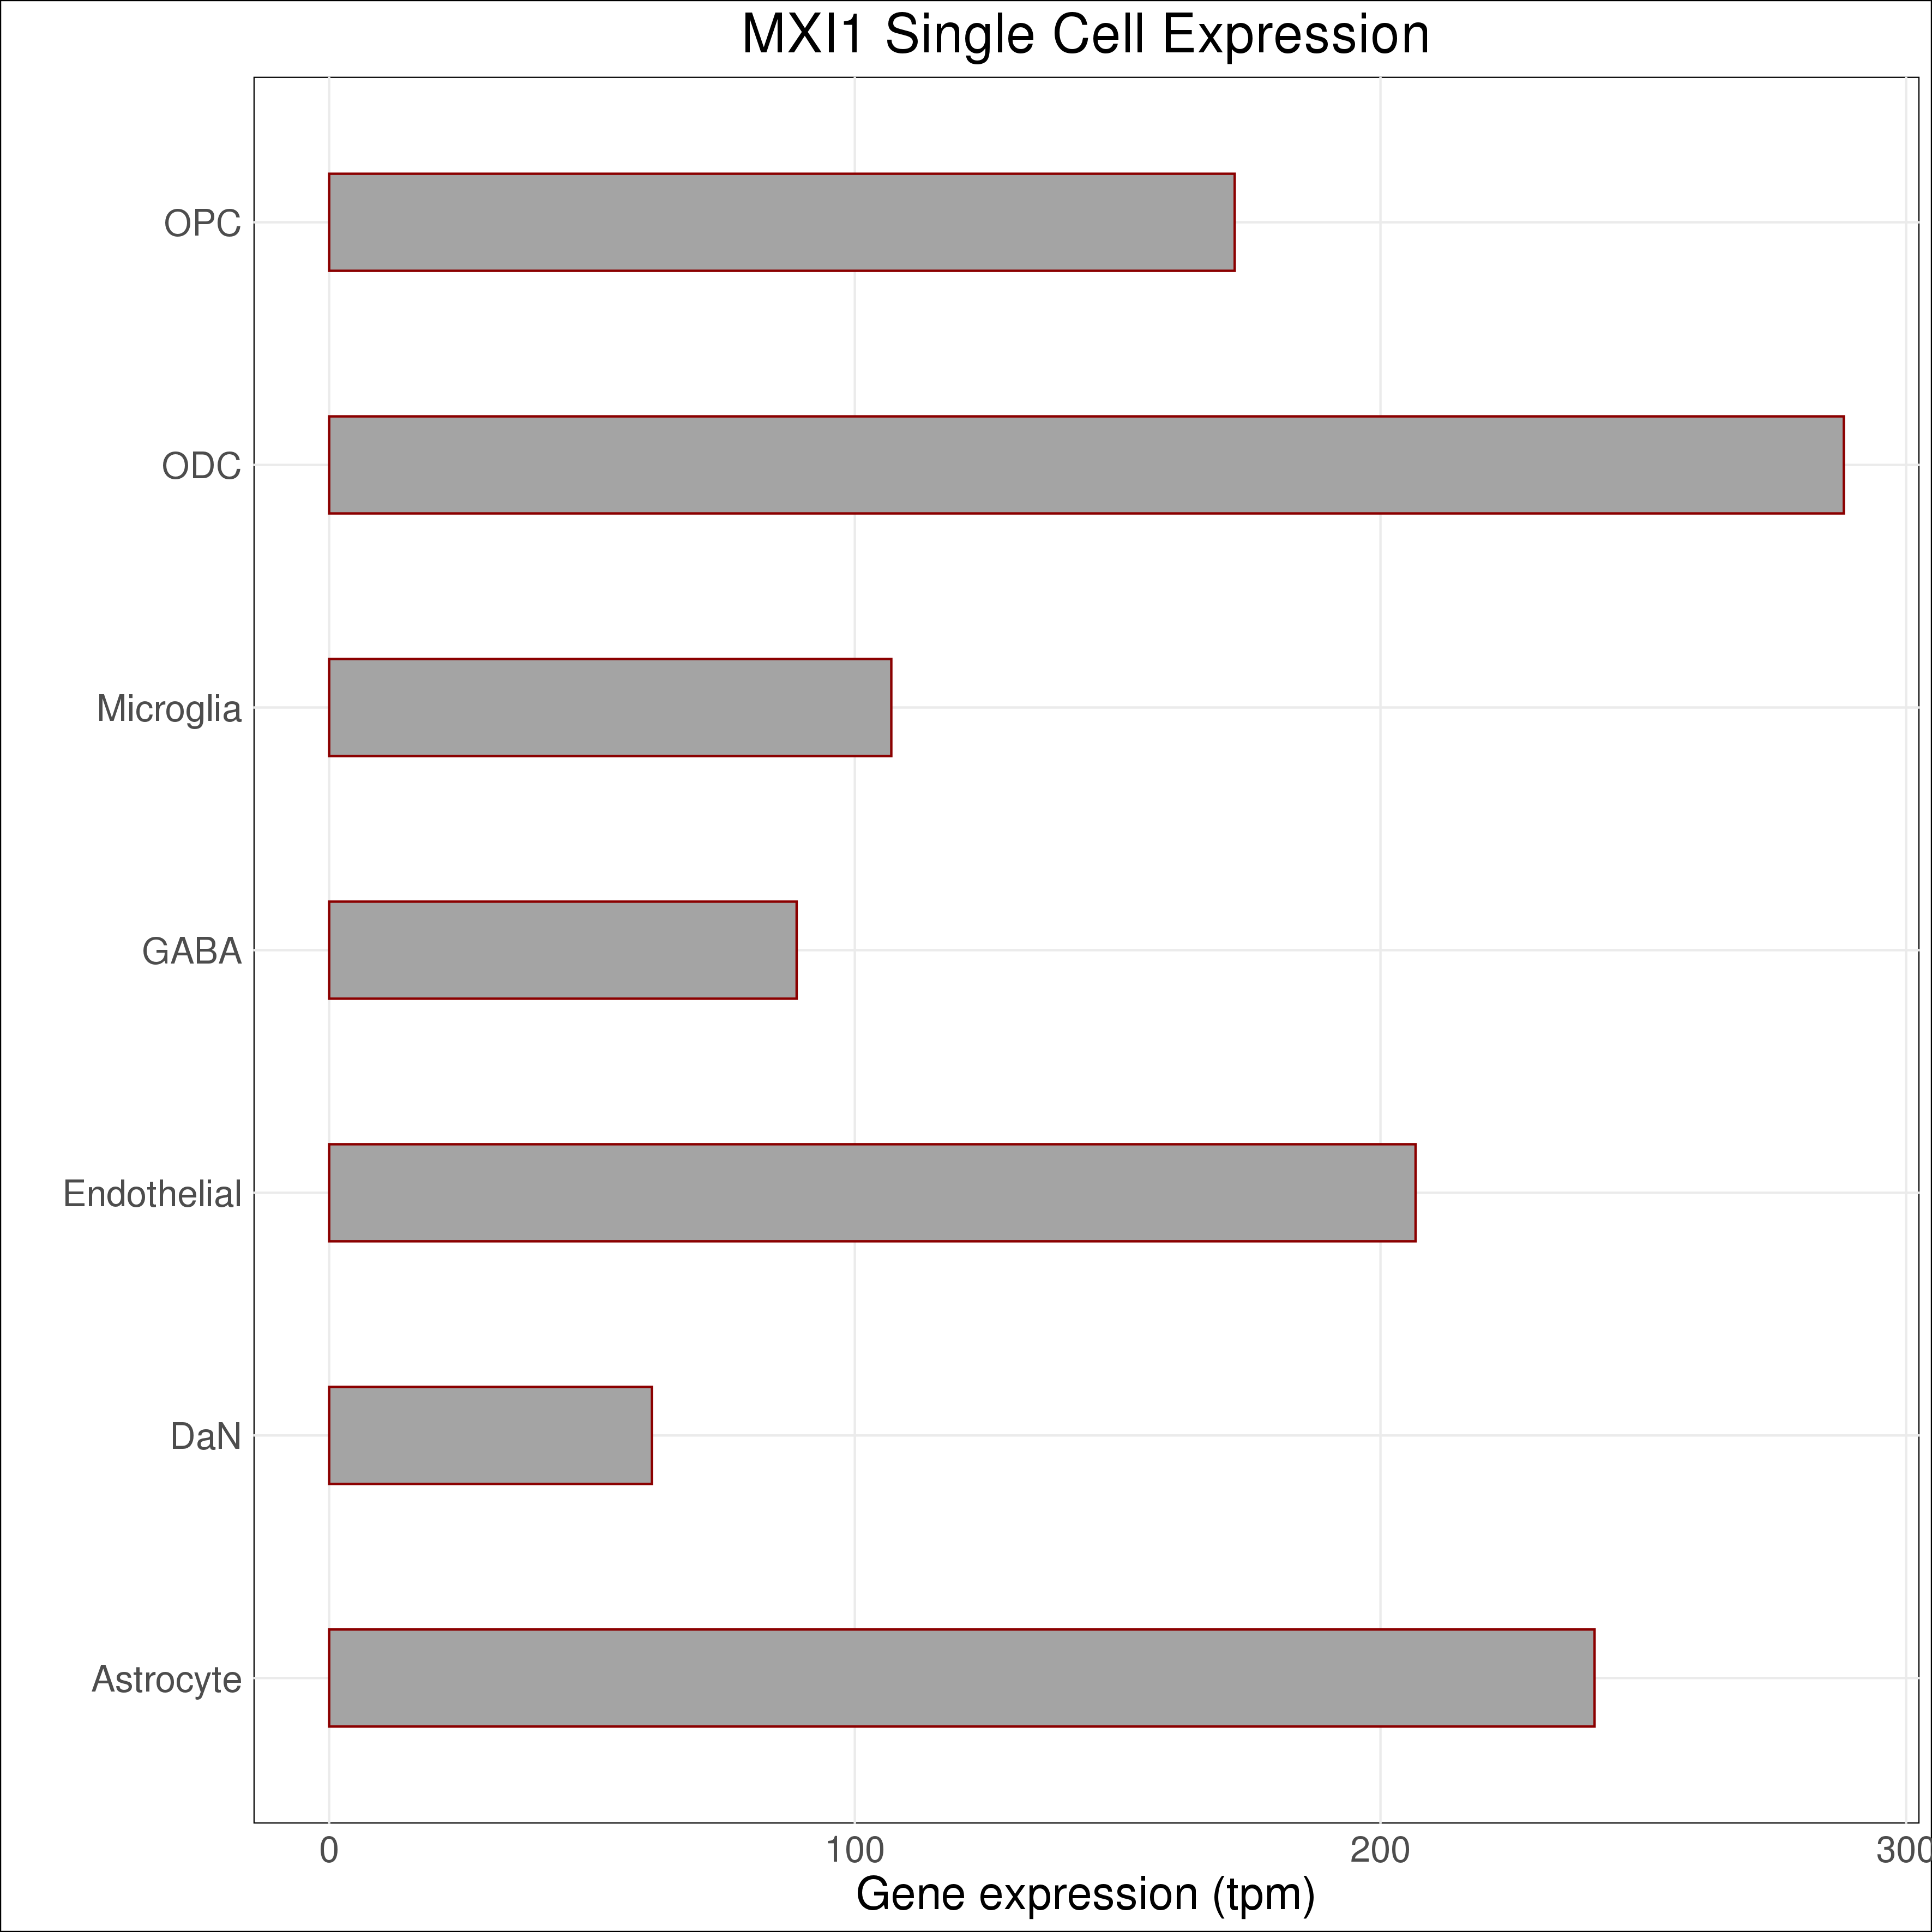 MXI1 Single Cell Expression
OPC
ODC
Microglia
GABA
Endothelial
DaN
Astrocyte
0 100 200 300
Gene expression (tpm)